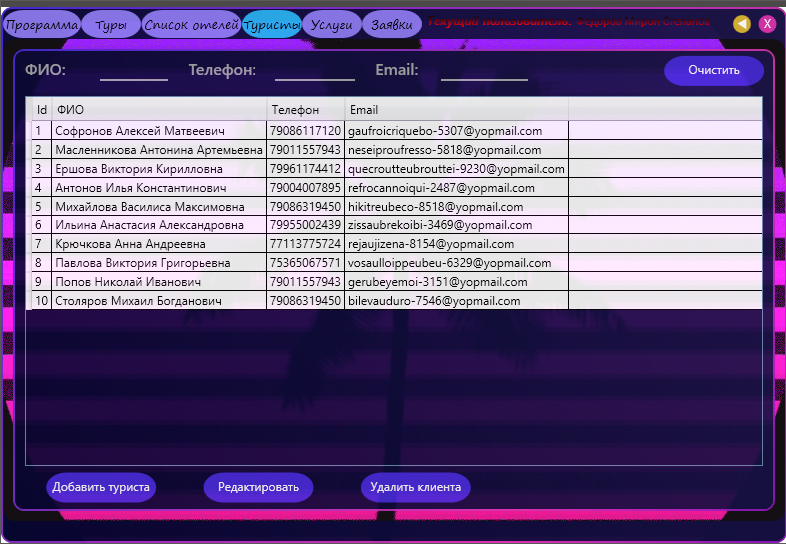 Программа Туры Список отелей Туристы Услуги Заявки Текущий пользователь: Федоров Мирон Степанов X
ФИО: Телефон: Email: Очистить
Id ФИО Телефон Email
1 Софронов Алексей Матвеевич 79086117120 gaufroicriquebo-5307@yopmail.com
2 Масленникова Антонина Артемьевна 79011557943 neseiproufresso-5818@yopmail.com
3 Ершова Виктория Кирилловна 79961174412 quecroutteubrouttei-9230@yopmail.com
4 Антонов Илья Константинович 79004007895 refrocannoiqui-2487@yopmail.com
5 Михайлова Василиса Максимовна 79086319450 hikitreubeco-8518@yopmail.com
6 Ильина Анастасия Александровна 79955002439 zissaubrekoibi-3469@yopmail.com
7 Крючкова Анна Андреевна 77113775724 rejaujizena-8154@yopmail.com
8 Павлова Виктория Григорьевна 75365067571 vosaulloippeubeu-6329@yopmail.com
9 Попов Николай Иванович 79011557943 gerubeyemoi-3151@yopmail.com
10 Столяров Михаил Богданович 79086319450 bilevauduro-7546@yopmail.com
Добавить туриста Редактировать Удалить клиента